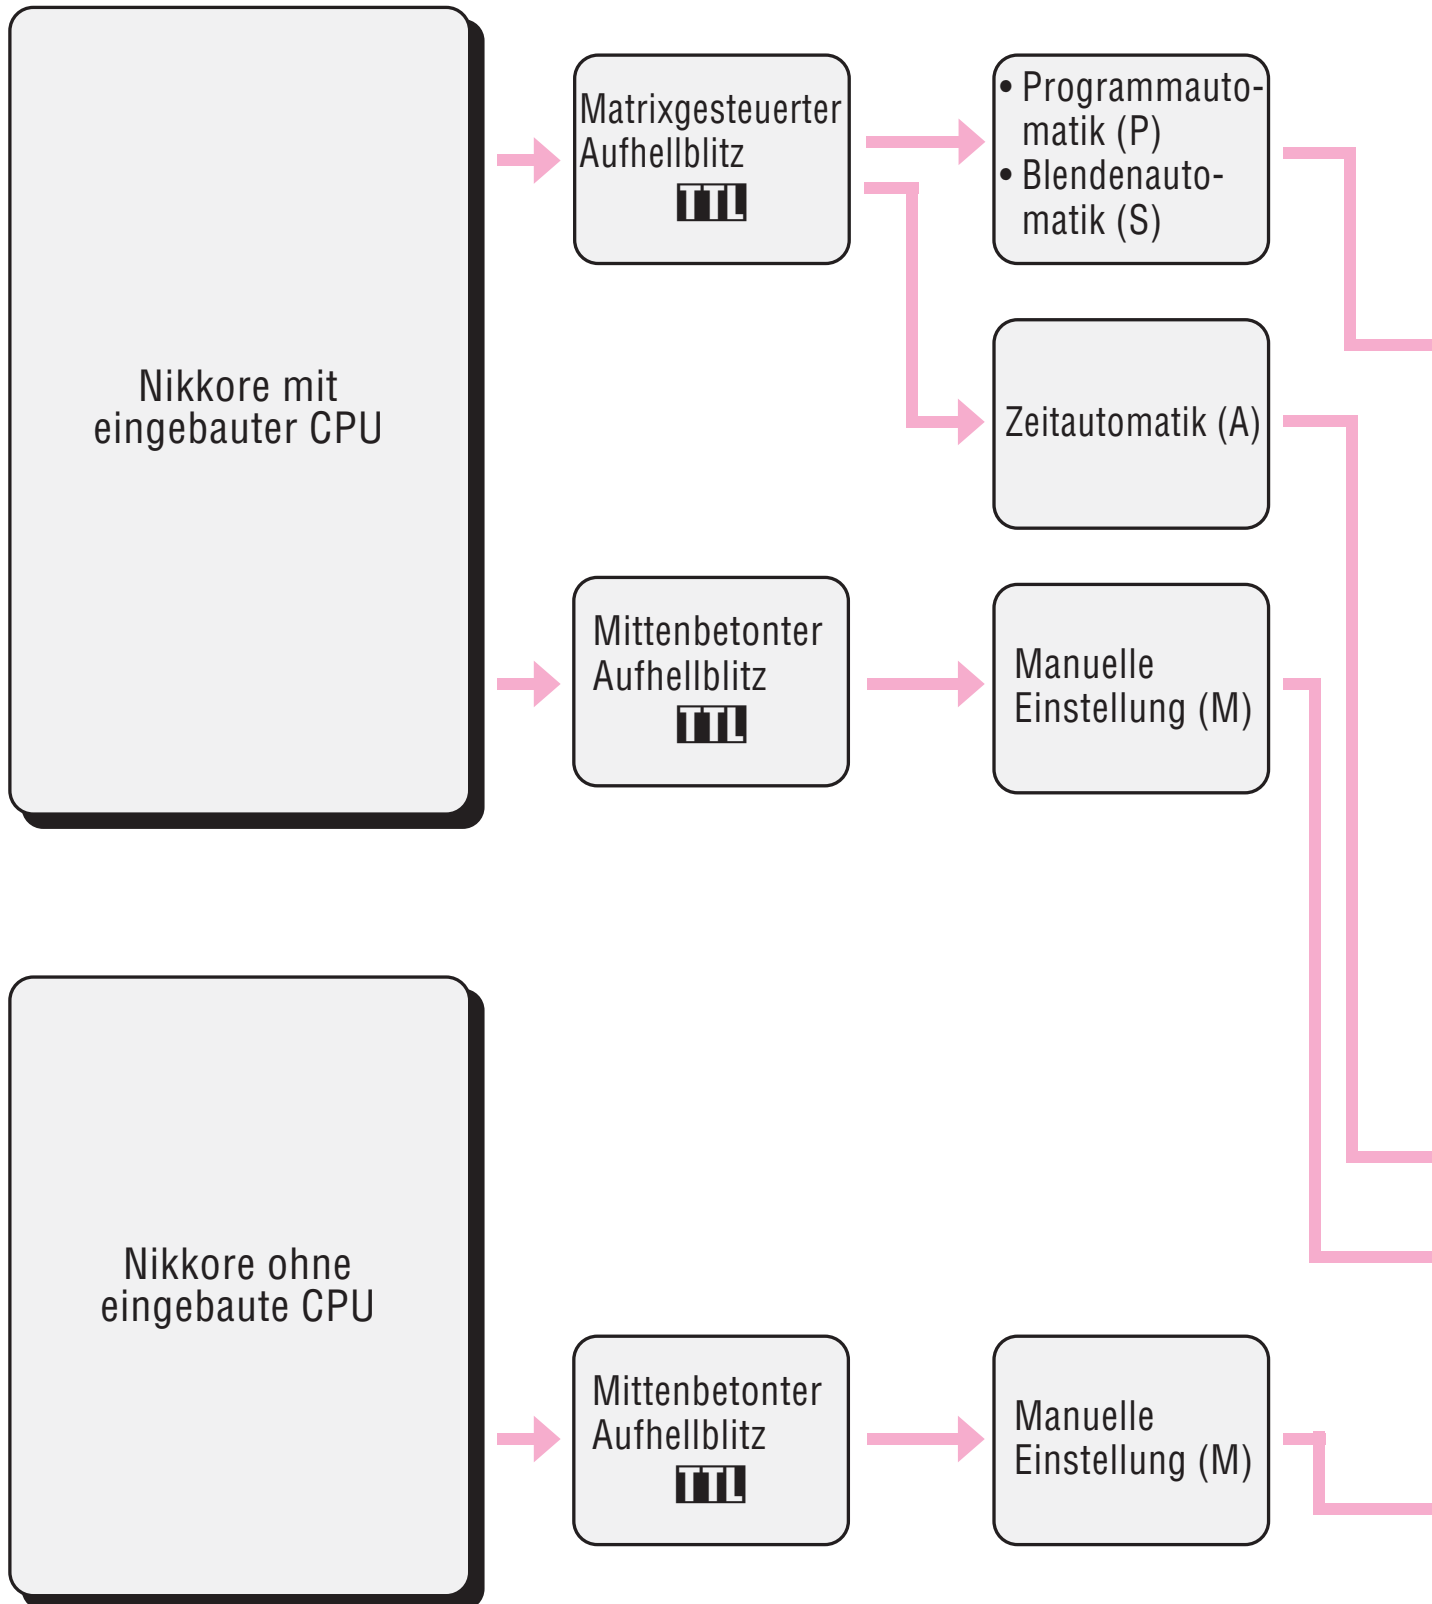 Nikkore mit
eingebauter CPU
Matrixgesteuerter
Aufhellblitz
TTL
• Programmauto-
matik (P)
• Blendenauto-
matik (S)
Zeitautomatik (A)
Mittenbetonter
Aufhellblitz
TTL
Manuelle
Einstellung (M)
Nikkore ohne
eingebaute CPU
Mittenbetonter
Aufhellblitz
TTL
Manuelle
Einstellung (M)